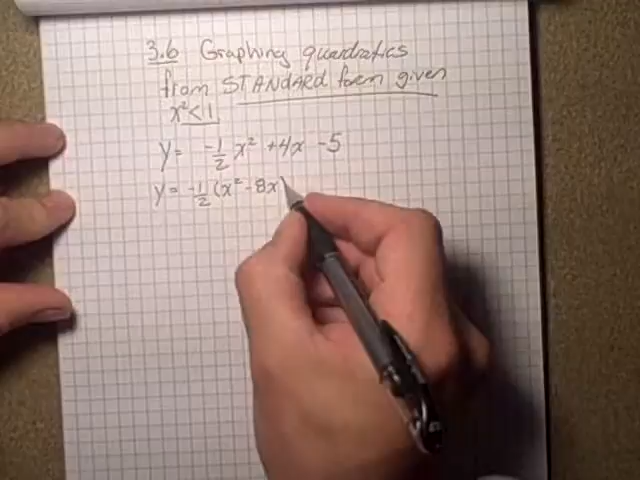 3.6 Graphing quadratics
from STANDARD form given
x² < 1
y = -1/2 x² + 4x - 5
y = -1/2 (x² - 8x)